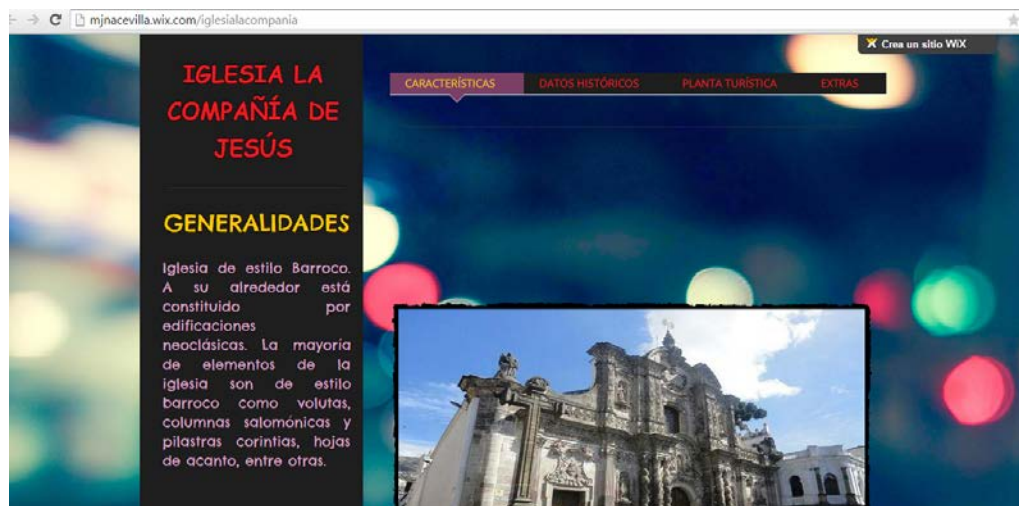 mjnacevilla.wix.com/iglesialacompania
Crea un sitio WiX
IGLESIA LA
COMPAÑÍA DE
JESÚS
CARACTERÍSTICAS DATOS HISTÓRICOS PLANTA TURÍSTICA EXTRAS
GENERALIDADES
Iglesia de estilo Barroco.
A su alrededor está
constituido por
edificaciones
neoclásicas. La mayoría
de elementos de la
iglesia son de estilo
barroco como volutas,
columnas salomónicas y
pilastras corintias, hojas
de acanto, entre otras.